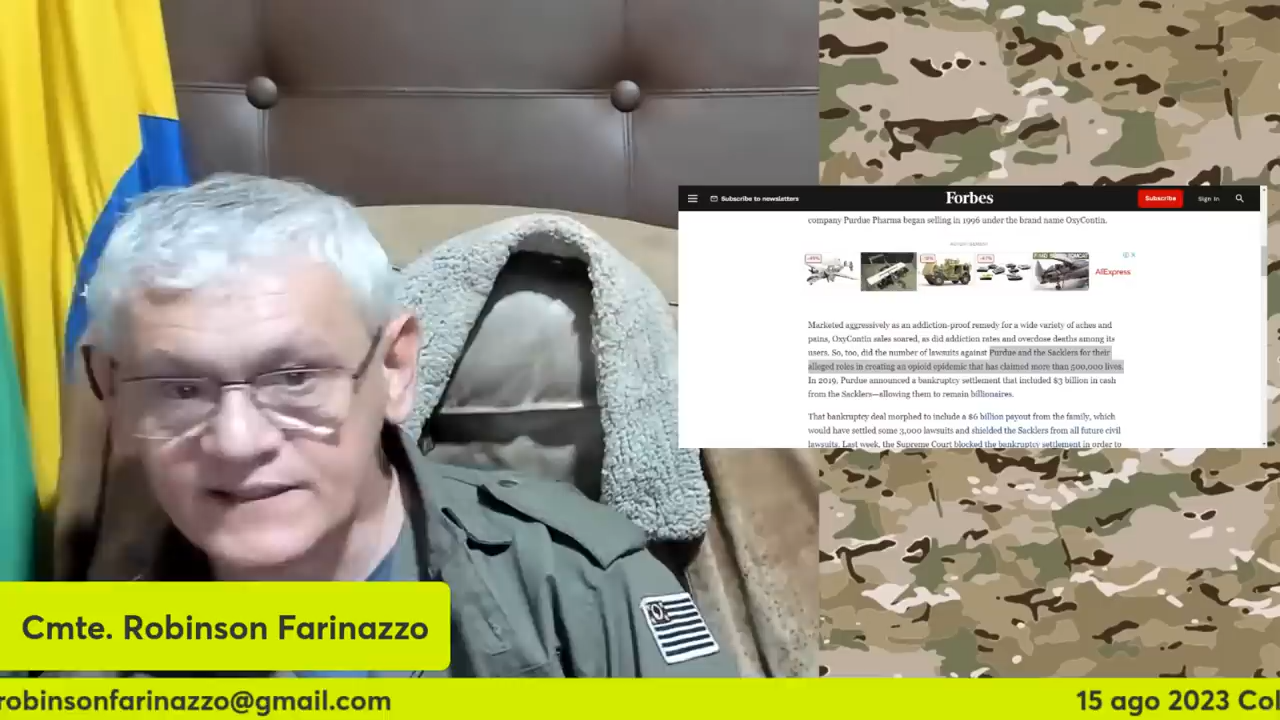 Subscribe to newsletters
Forbes
Subscribe
Sign In
company Purdue Pharma began selling in 1996 under the brand name OxyContin.
ADVERTISEMENT
AliExpress
Marketed aggressively as an addiction-proof remedy for a wide variety of aches and
pains, OxyContin sales soared, as did addiction rates and overdose deaths among its
users. So, too, did the number of lawsuits against Purdue and the Sacklers for their
alleged roles in creating an opioid epidemic that has claimed more than 500,000 lives.
In 2019, Purdue announced a bankruptcy settlement that included $3 billion in cash
from the Sacklers—allowing them to remain billionaires.
That bankruptcy deal morphed to include a $6 billion payout from the family, which
would have settled some 3,000 lawsuits and shielded the Sacklers from all future civil
lawsuits. Last week, the Supreme Court blocked the bankruptcy settlement in order to
Cmte. Robinson Farinazzo
robinsonfarinazzo@gmail.com
15 ago 2023 Col